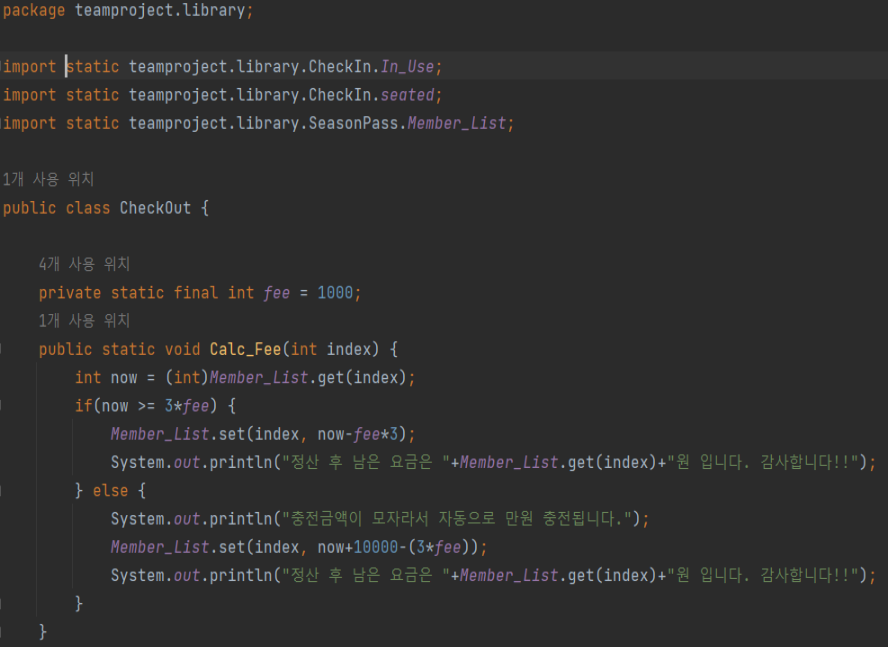 package teamproject.library;
import static teamproject.library.CheckIn.In_Use;
import static teamproject.library.CheckIn.seated;
import static teamproject.library.SeasonPass.Member_List;
1개 사용 위치
public class CheckOut {
4개 사용 위치
private static final int fee = 1000;
1개 사용 위치
public static void Calc_Fee(int index) {
int now = (int)Member_List.get(index);
if(now >= 3*fee) {
Member_List.set(index, now-fee*3);
System.out.println("정산 후 남은 요금은 "+Member_List.get(index)+"원 입니다. 감사합니다!!");
} else {
System.out.println("충전금액이 모자라서 자동으로 만원 충전됩니다.");
Member_List.set(index, now+10000-(3*fee));
System.out.println("정산 후 남은 요금은 "+Member_List.get(index)+"원 입니다. 감사합니다!!");
}
}